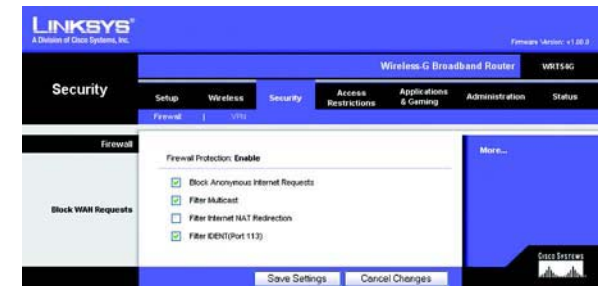 LINKSYS®
A Division of Cisco Systems, Inc.
Firmware Version: v1.00.0
Wireless-G Broadband Router WRT54G
Security
Setup Wireless Security Access Restrictions Applications & Gaming Administration Status
Firewall | VPN
Firewall
Firewall Protection: Enable
More...
Block WAN Requests
Block Anonymous Internet Requests
Filter Multicast
Filter Internet NAT Redirection
Filter IDENT(Port 113)
Save Settings Cancel Changes
CISCO SYSTEMS